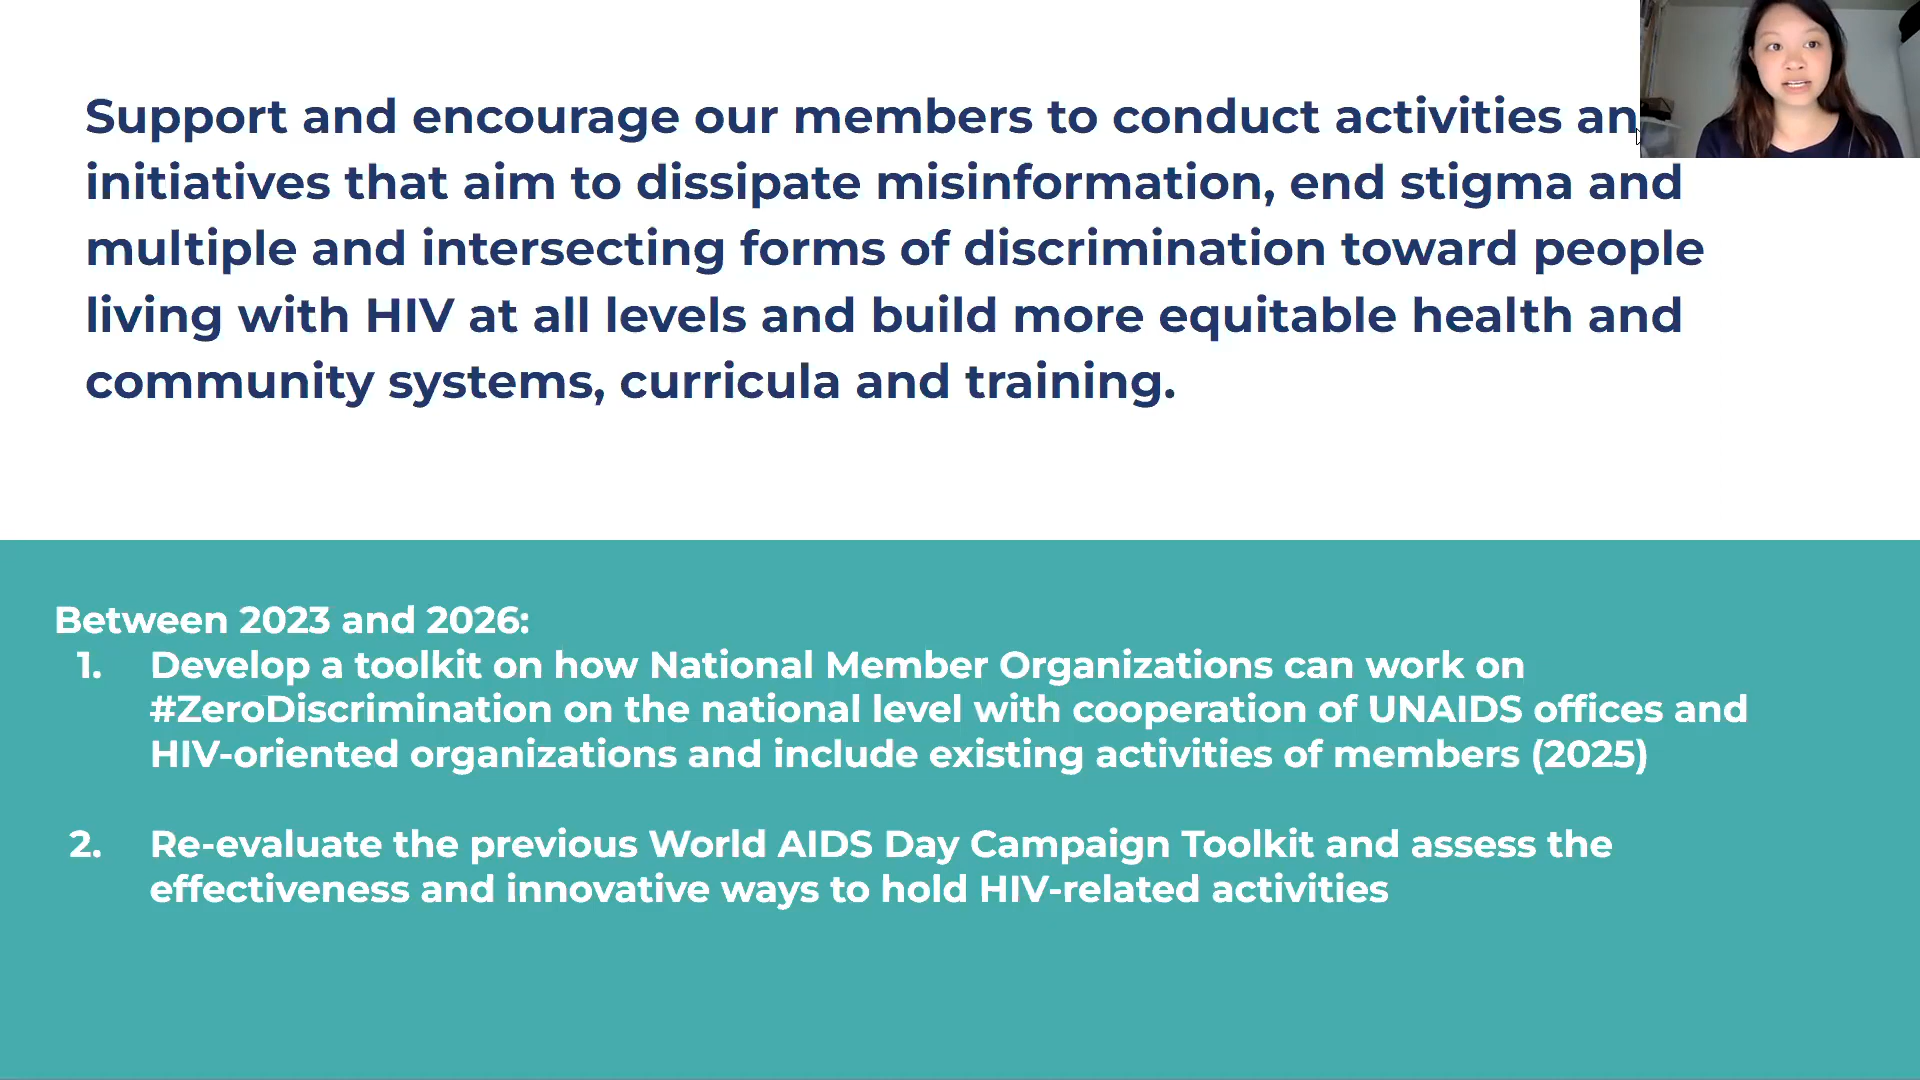 Support and encourage our members to conduct activities an
initiatives that aim to dissipate misinformation, end stigma and
multiple and intersecting forms of discrimination toward people
living with HIV at all levels and build more equitable health and
community systems, curricula and training.
Between 2023 and 2026:
1. Develop a toolkit on how National Member Organizations can work on
#ZeroDiscrimination on the national level with cooperation of UNAIDS offices and
HIV-oriented organizations and include existing activities of members (2025)
2. Re-evaluate the previous World AIDS Day Campaign Toolkit and assess the
effectiveness and innovative ways to hold HIV-related activities